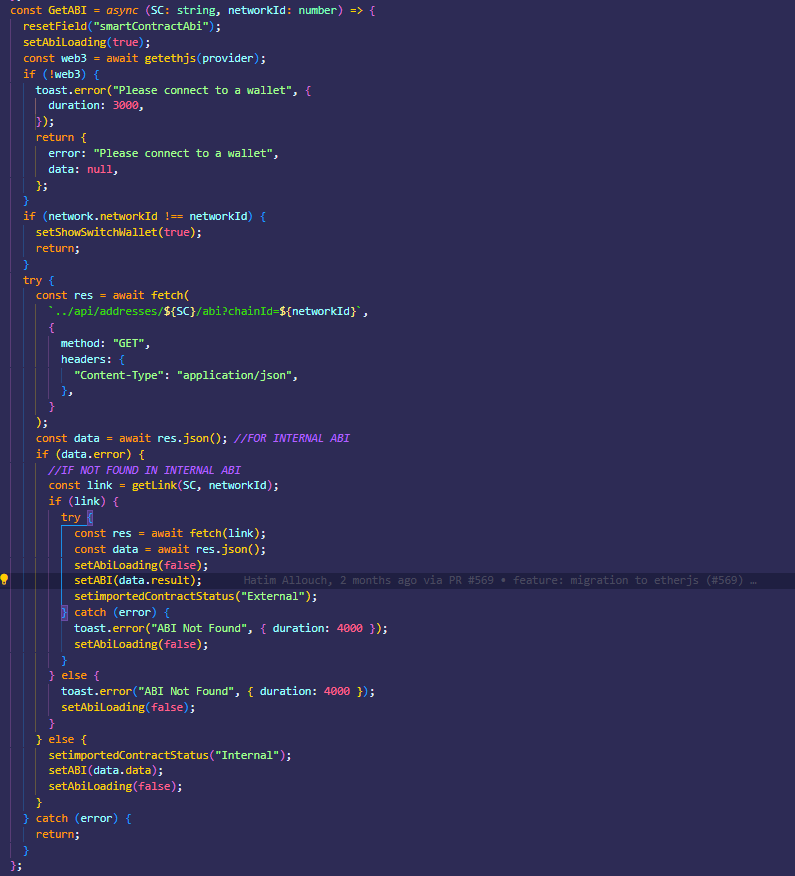 const GetABI = async (SC: string, networkId: number) => {
resetField("smartContractAbi");
setAbiLoading(true);
const web3 = await getethjs(provider);
if (!web3) {
toast.error("Please connect to a wallet", {
duration: 3000,
});
return {
error: "Please connect to a wallet",
data: null,
};
}
if (network.networkId !== networkId) {
setShowSwitchWallet(true);
return;
}
try {
const res = await fetch(
`../api/addresses/${SC}/abi?chainId=${networkId}`,
{
method: "GET",
headers: {
"Content-Type": "application/json",
},
}
);
const data = await res.json(); //FOR INTERNAL ABI
if (data.error) {
//IF NOT FOUND IN INTERNAL ABI
const link = getLink(SC, networkId);
if (link) {
try {
const res = await fetch(link);
const data = await res.json();
setAbiLoading(false);
setABI(data.result); Hatim Allouch, 2 months ago via PR #569 • feature: migration to etherjs (#569) …
setimportedContractStatus("External");
} catch (error) {
toast.error("ABI Not Found", { duration: 4000 });
setAbiLoading(false);
}
} else {
toast.error("ABI Not Found", { duration: 4000 });
setAbiLoading(false);
}
} else {
setimportedContractStatus("Internal");
setABI(data.data);
setAbiLoading(false);
}
} catch (error) {
return;
}
};